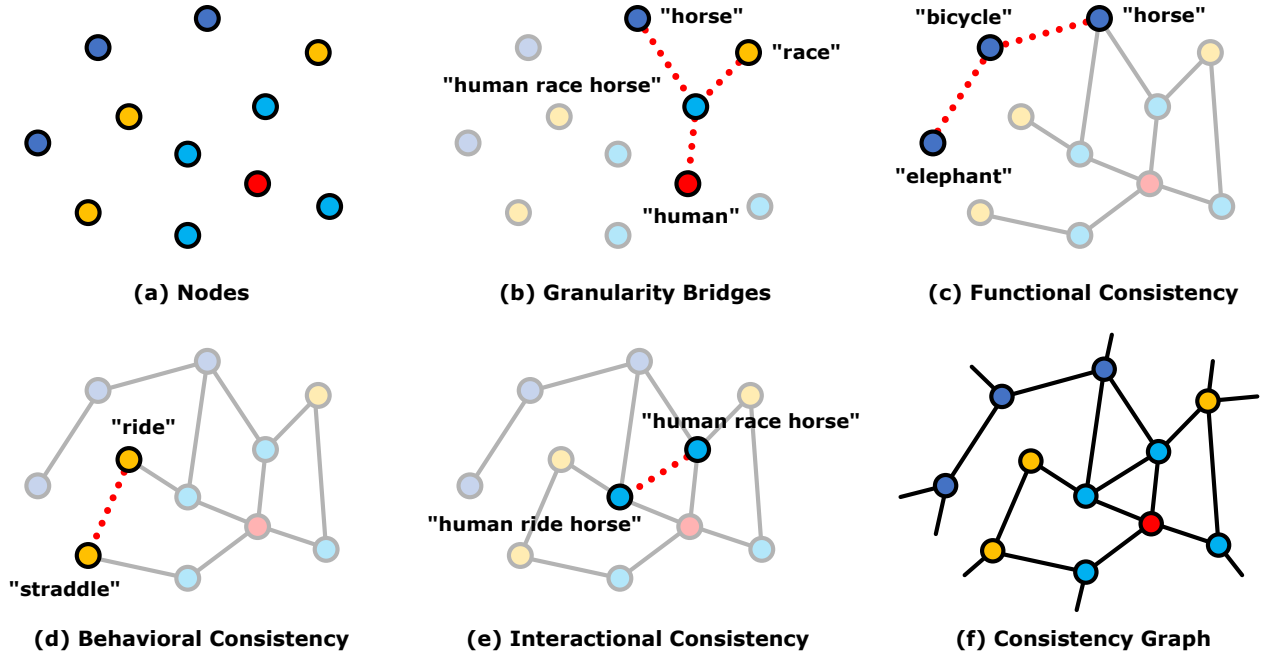 "horse"
"race"
"human race horse"
"human"
(a) Nodes
(b) Granularity Bridges
"bicycle"
"horse"
"elephant"
(c) Functional Consistency
"ride"
"straddle"
(d) Behavioral Consistency
"human race horse"
"human ride horse"
(e) Interactional Consistency
(f) Consistency Graph